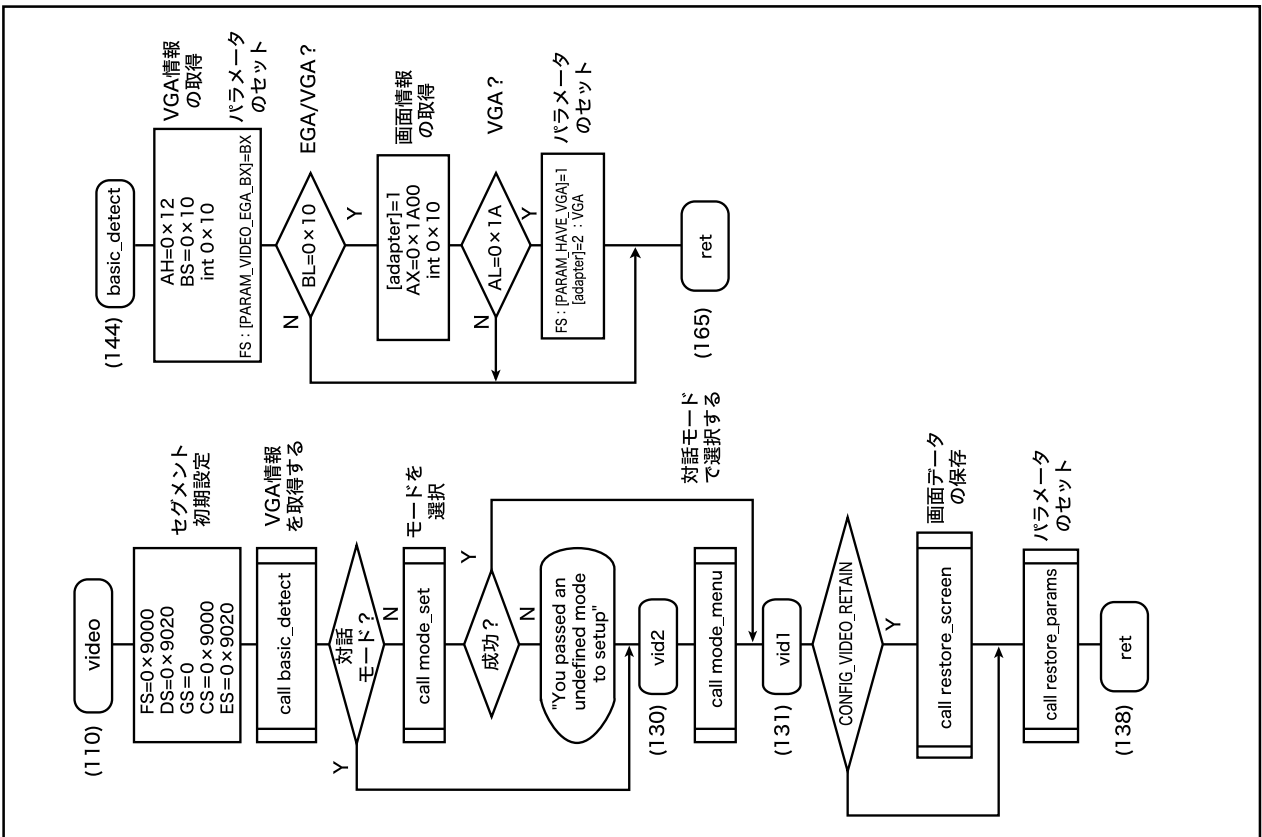 (110)
video
FS=0×9000
DS=0×9020
GS=0
CS=0×9000
ES=0×9020
セグメント
初期設定
call basic_detect
VGA情報
を取得する
対話
モード?
Y
N
call mode_set
モードを
選択
成功?
Y
N
"You passed an
undefined mode
to setup"
(130)
vid2
call mode_menu
対話モード
で選択する
(131)
vid1
CONFIG_VIDEO_RETAIN
Y
call restore_screen
画面データ
の保存
call restore_params
パラメータ
のセット
(138)
ret
(144)
basic_detect
AH=0×12
BS=0×10
int 0×10
VGA情報
の取得
FS : [PARAM_VIDEO_EGA_BX]=BX
パラメータ
のセット
BL=0×10
EGA/VGA?
N
Y
[adapter]=1
AX=0×1A00
int 0×10
画面情報
の取得
AL=0×1A
VGA?
N
Y
FS : [PARAM_HAVE_VGA]=1
[adapter]=2 : VGA
パラメータ
のセット
(165)
ret